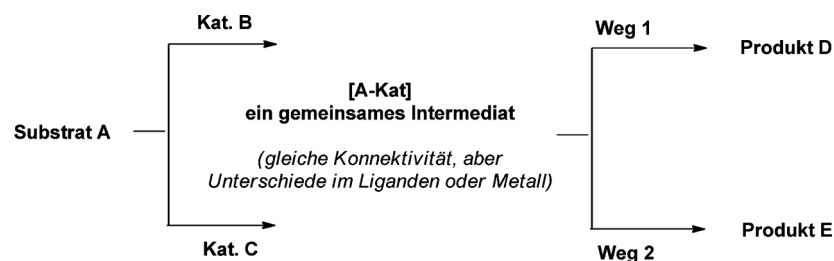 Kat. B
Weg 1
Produkt D
[A-Kat]
ein gemeinsames Intermediat
Substrat A
(gleiche Konnektivität, aber
Unterschiede im Liganden oder Metall)
Kat. C
Weg 2
Produkt E